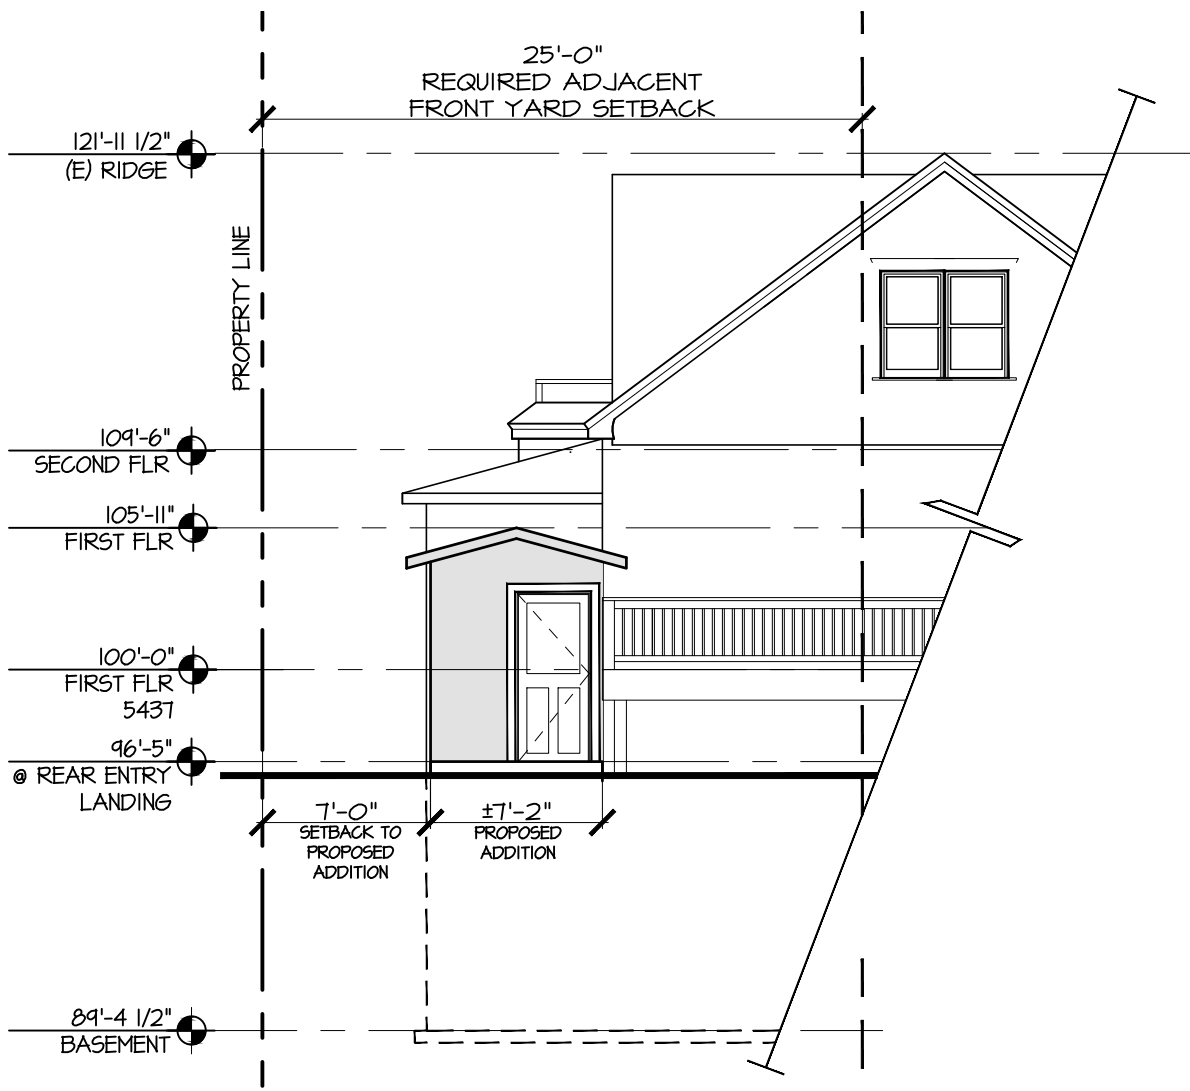 25'-0"
REQUIRED ADJACENT
FRONT YARD SETBACK
121'-11 1/2"
(E) RIDGE
PROPERTY LINE
109'-6"
SECOND FLR
105'-11"
FIRST FLR
100'-0"
FIRST FLR
5437
96'-5"
@ REAR ENTRY
LANDING
7'-0"
SETBACK TO
PROPOSED
ADDITION
±7'-2"
PROPOSED
ADDITION
89'-4 1/2"
BASEMENT